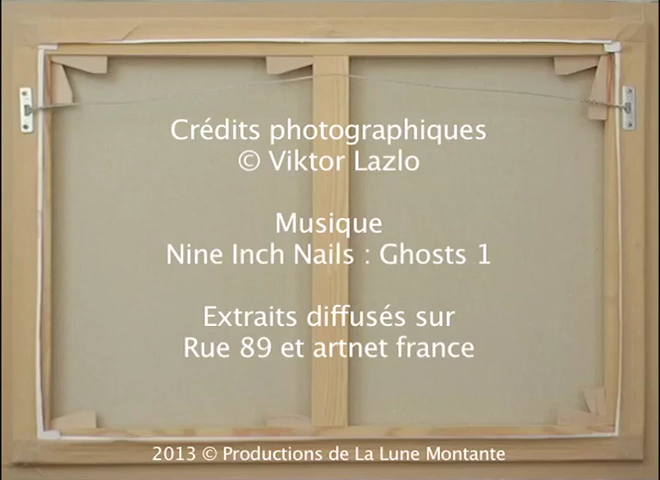 Crédits photographiques
© Viktor Lazlo
Musique
Nine Inch Nails : Ghosts 1
Extraits diffusés sur
Rue 89 et artnet france
2013 © Productions de La Lune Montante